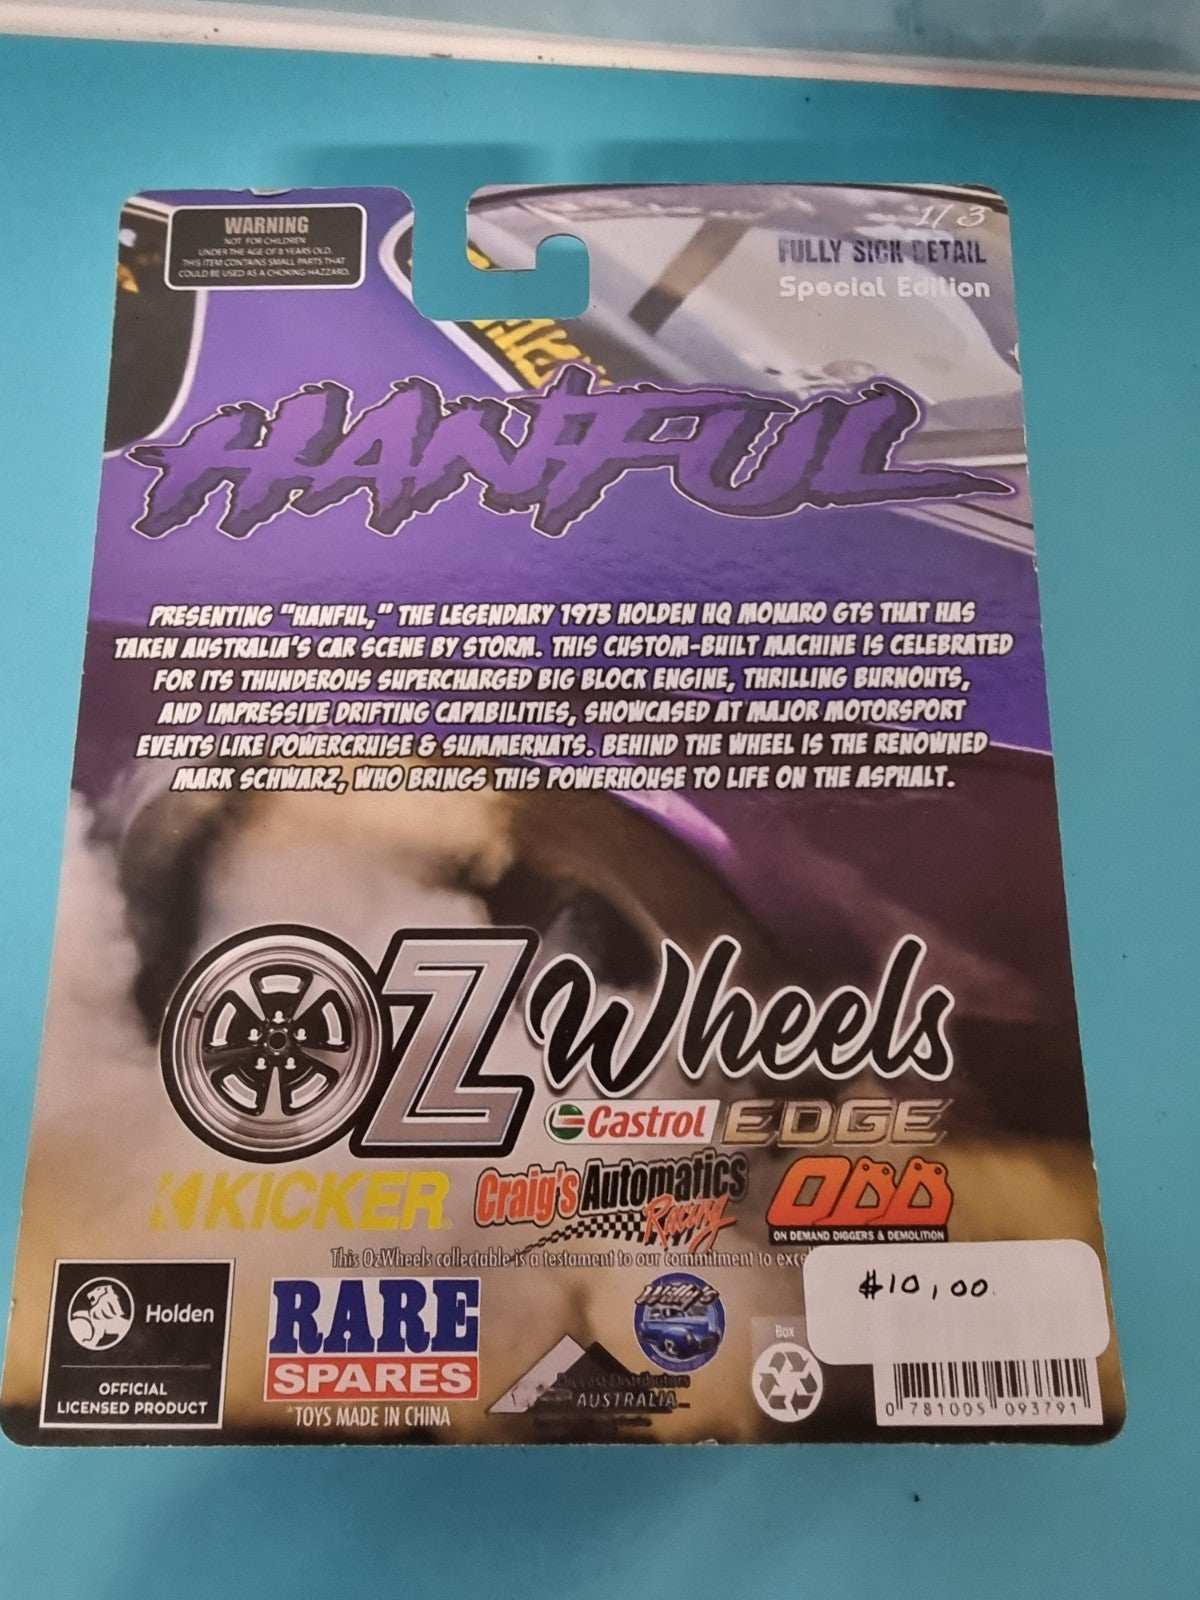 WARNING
NOT FOR CHILDREN
UNDER THE AGE OF 8 YEARS OLD.
THIS ITEM CONTAINS SMALL PARTS THAT
COULD BE USED AS A CHOKING HAZZARD.
1/3
FULLY SICK DETAIL
Special Edition
HANFUL
PRESENTING "HANFUL," THE LEGENDARY 1973 HOLDEN HQ MONARO GTS THAT HAS
TAKEN AUSTRALIA'S CAR SCENE BY STORM. THIS CUSTOM-BUILT MACHINE IS CELEBRATED
FOR ITS THUNDEROUS SUPERCHARGED BIG BLOCK ENGINE, THRILLING BURNOUTS,
AND IMPRESSIVE DRIFTING CAPABILITIES, SHOWCASED AT MAJOR MOTORSPORT
EVENTS LIKE POWERCRUISE & SUMMERNATS. BEHIND THE WHEEL IS THE RENOWNED
MARK SCHWARZ, WHO BRINGS THIS POWERHOUSE TO LIFE ON THE ASPHALT.
OZ Wheels
Castrol EDGE
KICKER
Craig's Automatics
Racing
ODD
ON DEMAND DIGGERS & DEMOLITION
This OzWheels collectable is a testament to our commitment to
$10,00
Holden
OFFICIAL
LICENSED PRODUCT
RARE
SPARES
*TOYS MADE IN CHINA
Willy's
Diecast Distributors
AUSTRALIA
Box
0 781005 093791